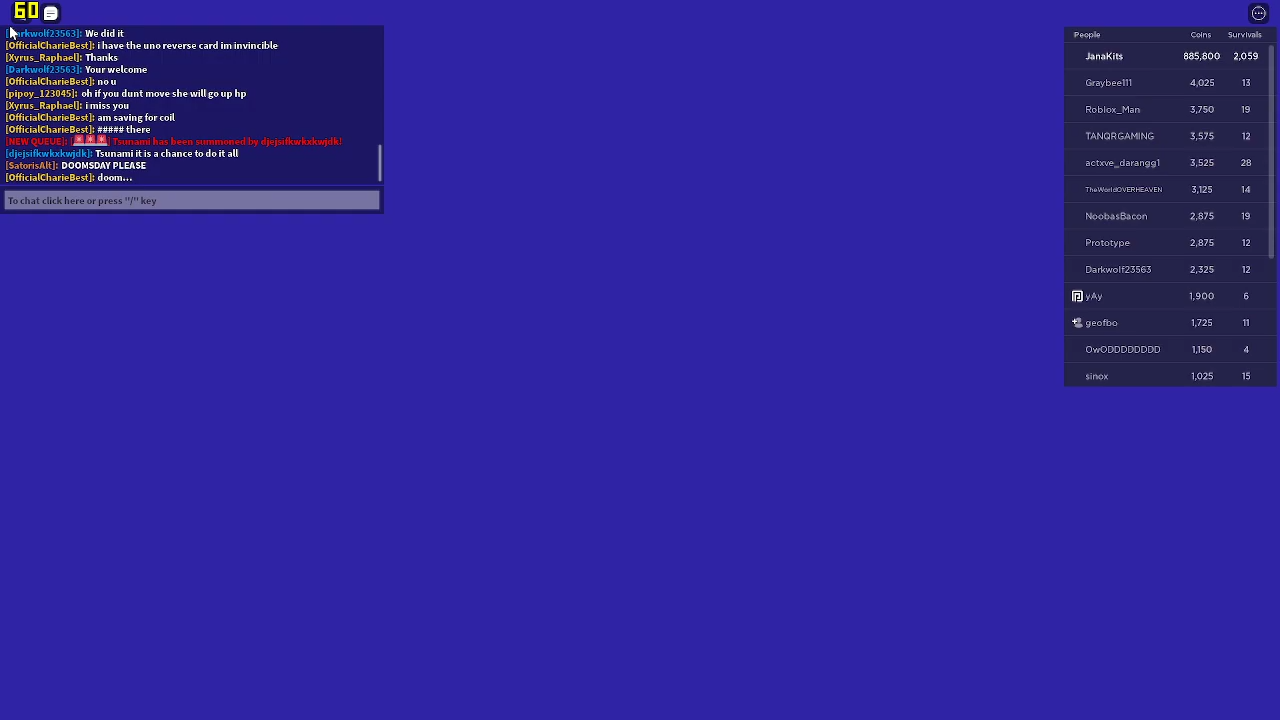 60
[Darkwolf23563]: We did it
[OfficialCharieBest]: i have the uno reverse card im invincible
[Xyrus_Raphael]: Thanks
[Darkwolf23563]: Your welcome
[OfficialCharieBest]: no u
[pipoy_123045]: oh if you dunt move she will go up hp
[Xyrus_Raphael]: i miss you
[OfficialCharieBest]: am saving for coil
[OfficialCharieBest]: ##### there
[NEW QUEUE]: [🚨🚨🚨] Tsunami has been summoned by djejsifkwkxkwjdk!
[djejsifkwkxkwjdk]: Tsunami it is a chance to do it all
[SatorisAlt]: DOOMSDAY PLEASE
[OfficialCharieBest]: doom...
To chat click here or press "/" key
People Coins Survivals
JanaKits 885,800 2,059
Graybee111 4,025 13
Roblox_Man 3,750 19
TANQRGAMING 3,575 12
actxve_darangg1 3,525 28
TheWorldOVERHEAVEN 3,125 14
NoobasBacon 2,875 19
Prototype 2,875 12
Darkwolf23563 2,325 12
yAy 1,900 6
geofbo 1,725 11
OwODDDDDDDD 1,150 4
sinox 1,025 15